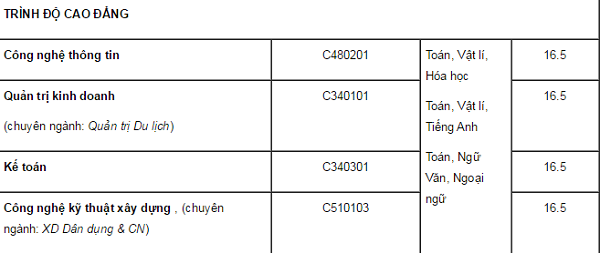 TRÌNH ĐỘ CAO ĐẲNG
Công nghệ thông tin C480201 Toán, Vật lí, 16.5
Hóa học
Quản trị kinh doanh C340101 16.5
Toán, Vật lí,
(chuyên ngành: Quản trị Du lịch) Tiếng Anh
Kế toán C340301 Toán, Ngữ 16.5
Văn, Ngoại
ngữ
Công nghệ kỹ thuật xây dựng , (chuyên C510103 16.5
ngành: XD Dân dụng & CN)